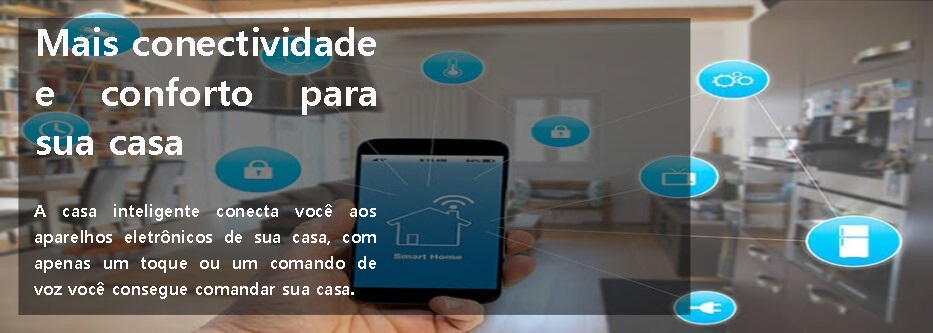 Mais conectividade
e conforto para
sua casa
A casa inteligente conecta você aos
aparelhos eletrônicos de sua casa, com
apenas um toque ou um comando de
voz você consegue comandar sua casa.
Smart Home